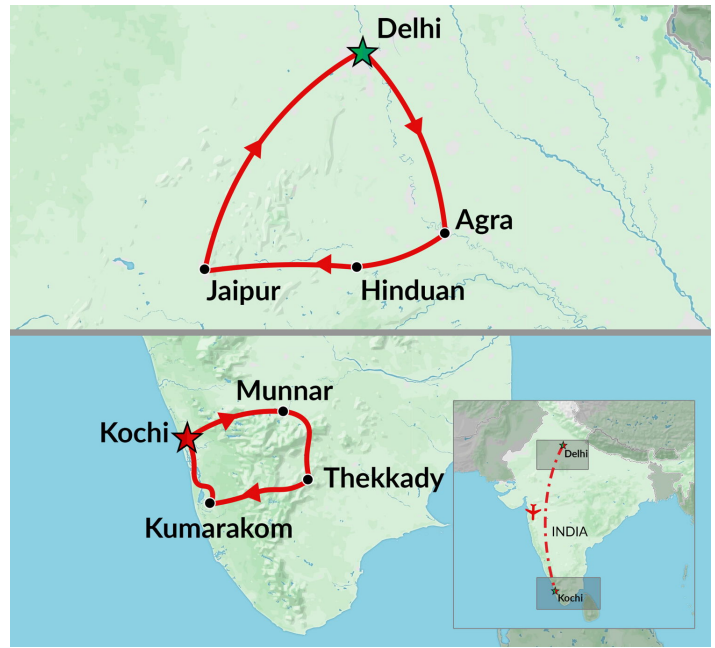 Delhi
Agra
Jaipur
Hinduan
Munnar
Kochi
Thekkady
Kumarakom
Delhi
INDIA
Kochi